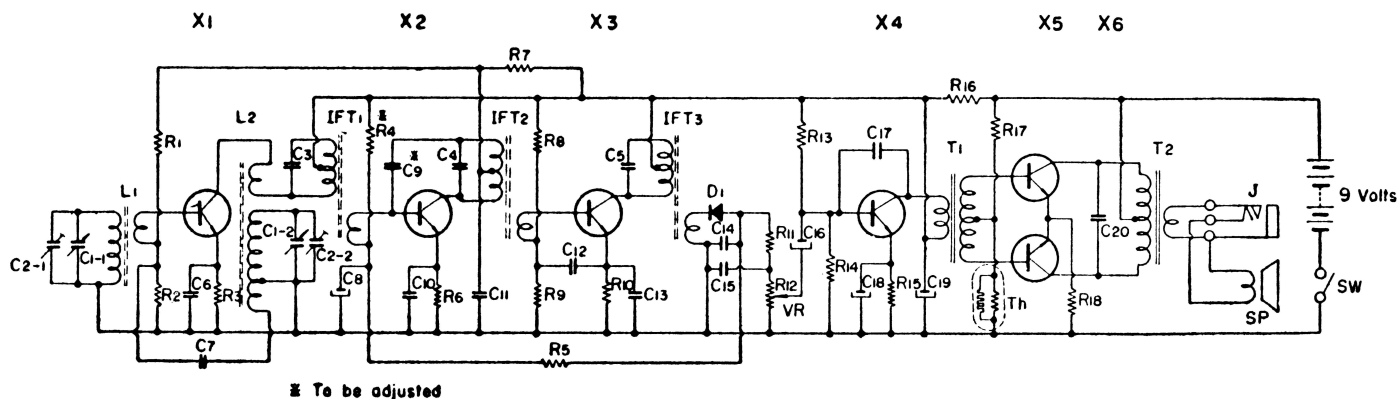 X1 X2 X3 X4 X5 X6
R7
R16
L2 IFT1 ※ IFT2 IFT3
R1 C3 R4 C9 ※ C4 R8 C5 R13 C17 T1 R17 T2
L1 D1 J 9 Volts
C2-1 C1-1 C1-2 C2-2 C14 R11 C16 C20
R2 C6 R3 C8 C10 R6 C11 R9 C12 R10 C13 C15 R12 R14 C18 R15 C19 Th R18 SW
VR SP
C7 R5
※ To be adjusted